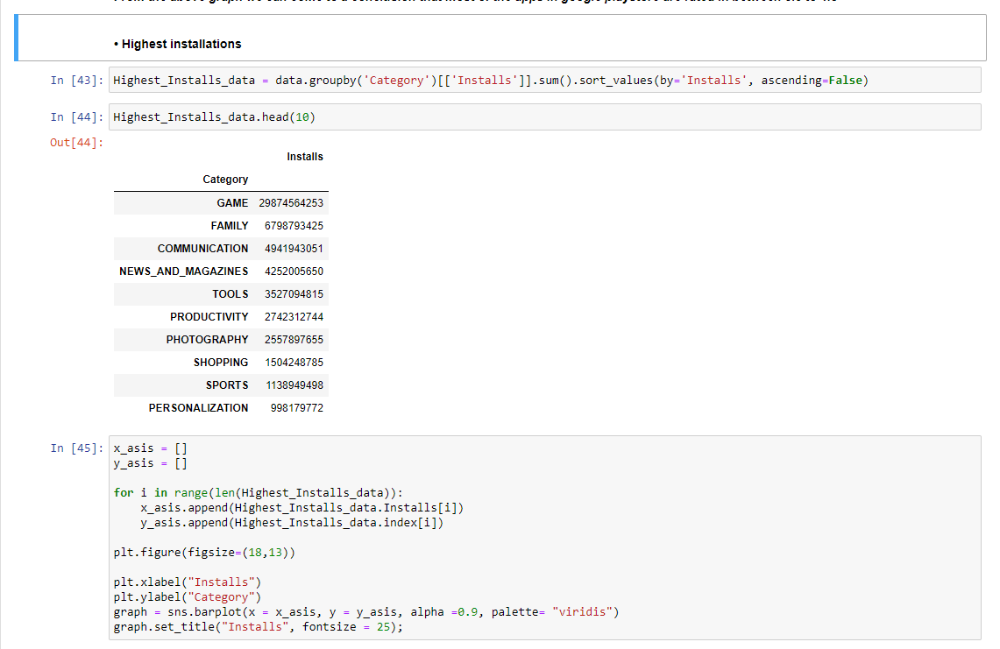 • Highest installations
In [43]: Highest_Installs_data = data.groupby('Category')[['Installs']].sum().sort_values(by='Installs', ascending=False)
In [44]: Highest_Installs_data.head(10)
Out[44]:
Installs
Category
GAME 29874564253
FAMILY 6798793425
COMMUNICATION 4941943051
NEWS_AND_MAGAZINES 4252005650
TOOLS 3527094815
PRODUCTIVITY 2742312744
PHOTOGRAPHY 2557897655
SHOPPING 1504248785
SPORTS 1138949498
PERSONALIZATION 998179772
In [45]: x_asis = []
y_asis = []
for i in range(len(Highest_Installs_data)):
x_asis.append(Highest_Installs_data.Installs[i])
y_asis.append(Highest_Installs_data.index[i])
plt.figure(figsize=(18,13))
plt.xlabel("Installs")
plt.ylabel("Category")
graph = sns.barplot(x = x_asis, y = y_asis, alpha =0.9, palette= "viridis")
graph.set_title("Installs", fontsize = 25);